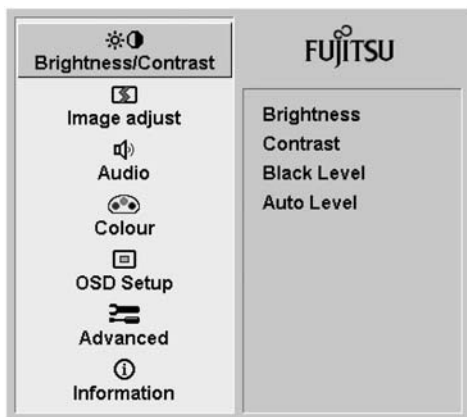 Brightness/Contrast
Image adjust
Audio
Colour
OSD Setup
Advanced
Information
FUJITSU
Brightness
Contrast
Black Level
Auto Level